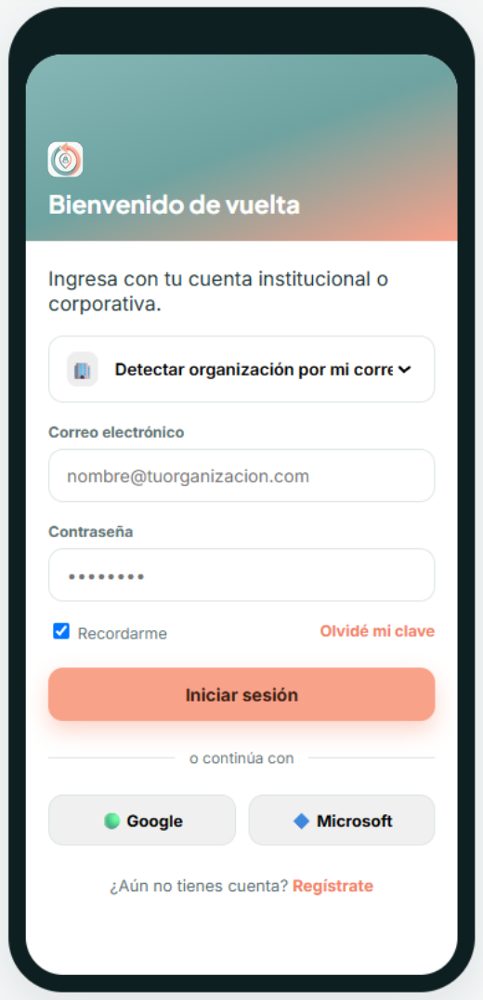 Bienvenido de vuelta
Ingresa con tu cuenta institucional o
corporativa.
Detectar organización por mi corre
Correo electrónico
nombre@tuorganizacion.com
Contraseña
••••••••
Recordarme
Olvidé mi clave
Iniciar sesión
o continúa con
Google
Microsoft
¿Aún no tienes cuenta? Regístrate